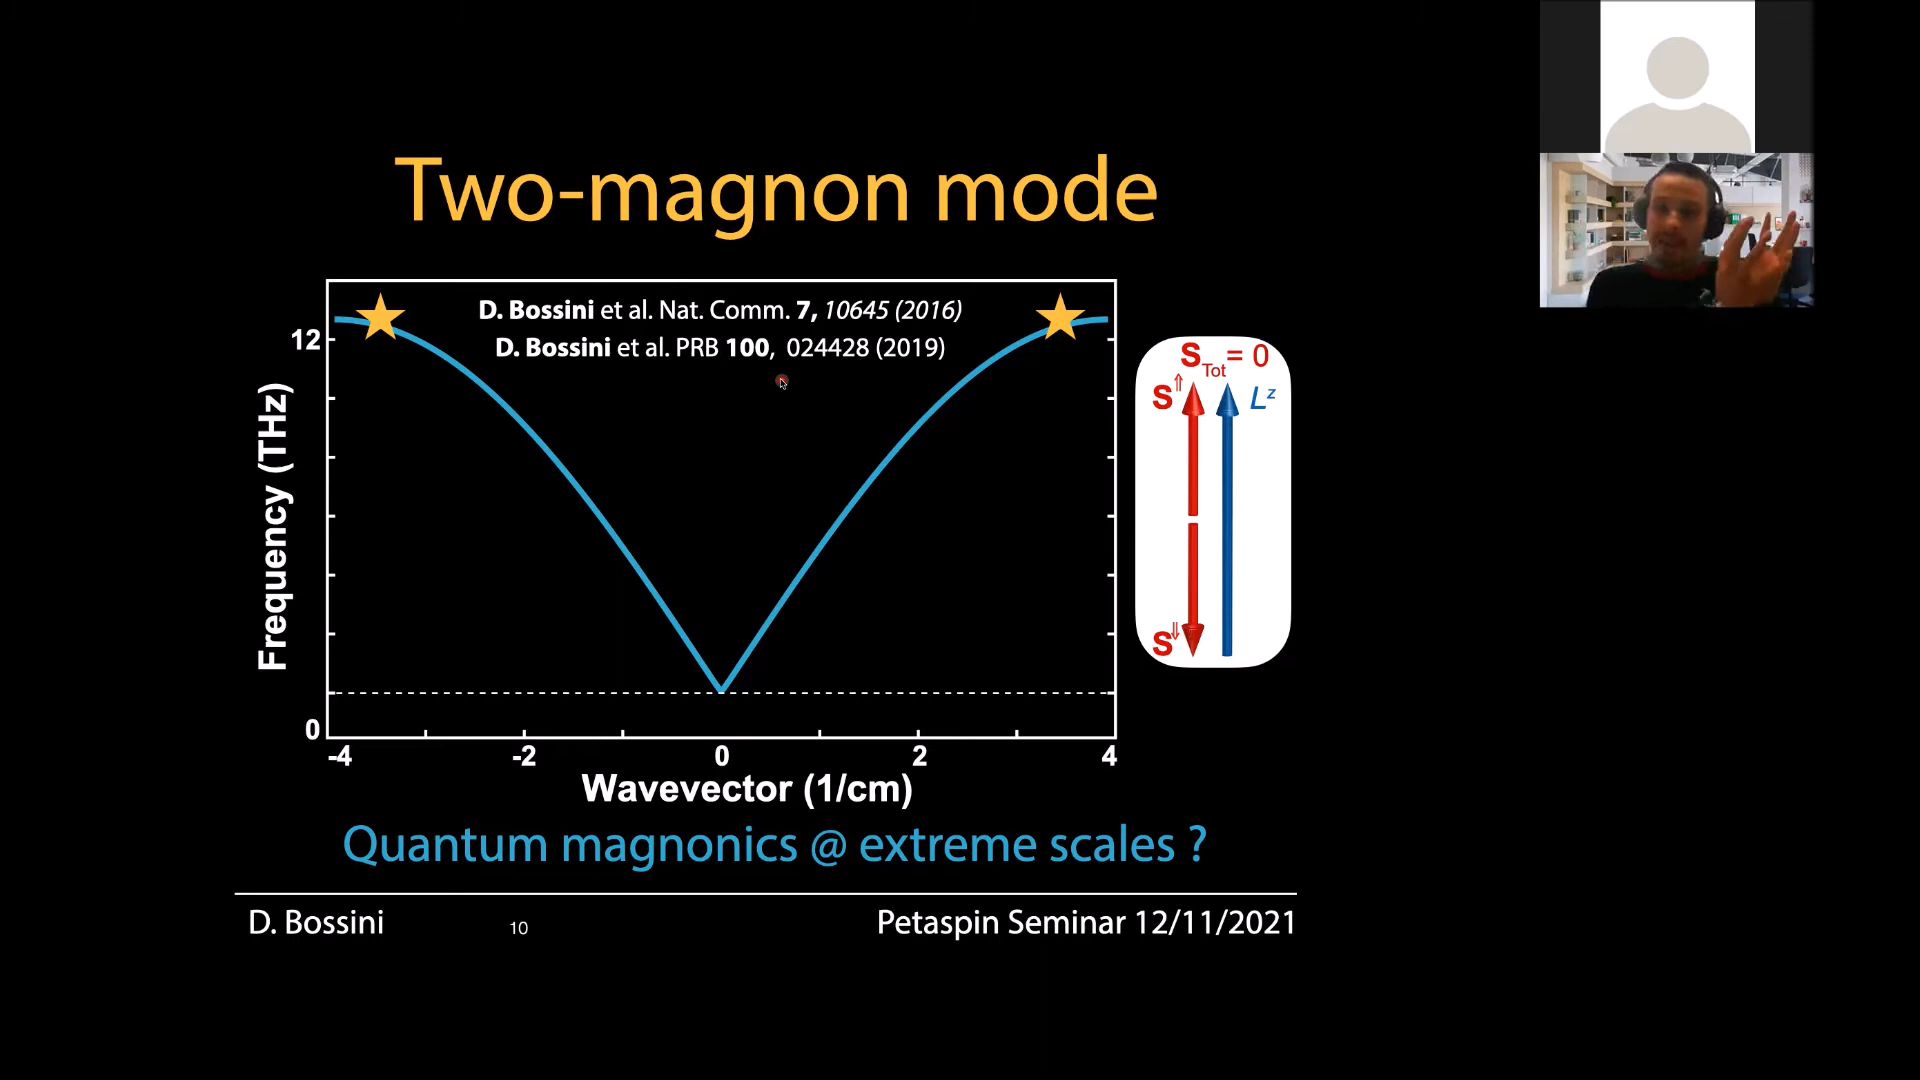 Two-magnon mode
D. Bossini et al. Nat. Comm. 7, 10645 (2016)
D. Bossini et al. PRB 100, 024428 (2019)
12
0
Frequency (THz)
-4 -2 0 2 4
Wavevector (1/cm)
S Tot = 0
S⇑ Lᶻ
S⇓
Quantum magnonics @ extreme scales ?
D. Bossini 10 Petaspin Seminar 12/11/2021